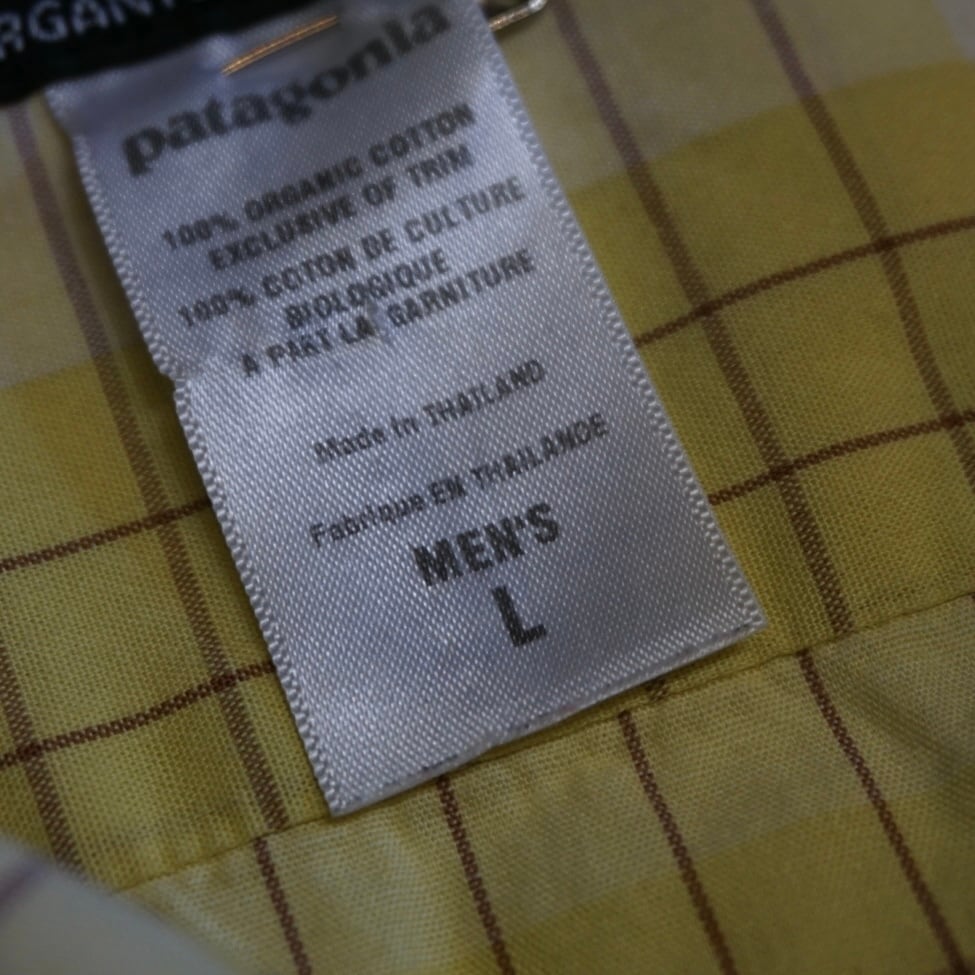 patagonia
100% ORGANIC COTTON
EXCLUSIVE OF TRIM
100% COTON DE CULTURE
BIOLOGIQUE
A PART LA GARNITURE
Made in THAILAND
Fabrique EN THAILANDE
MEN'S
L